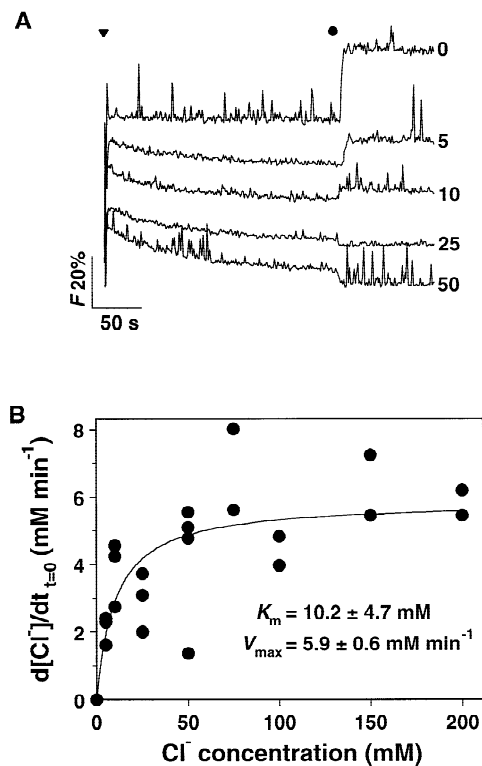 A
0
5
10
25
50
F 20%
50 s
B
d[Cl⁻]/dt t=0 (mM min⁻¹)
8
6
4
2
0
Kₘ = 10.2 ± 4.7 mM
Vmax = 5.9 ± 0.6 mM min⁻¹
0 50 100 150 200
Cl⁻ concentration (mM)